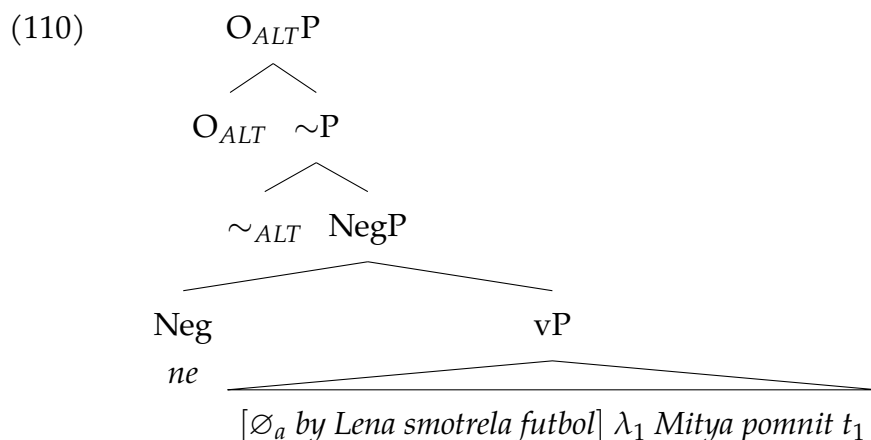 (110) O_ALT P
O_ALT ∼P
∼_ALT NegP
Neg vP
ne
[∅_a by Lena smotrela futbol] λ_1 Mitya pomnit t_1